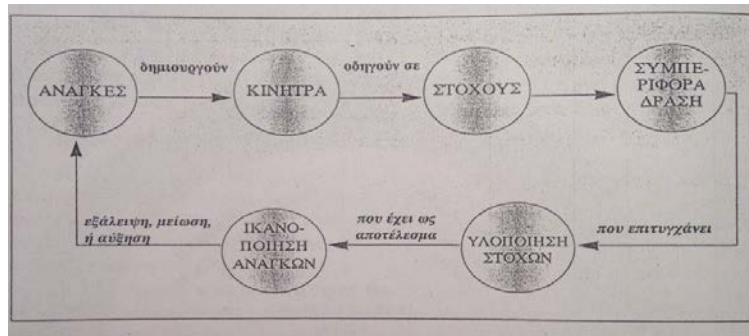 ΑΝΑΓΚΕΣ
δημιουργούν
ΚΙΝΗΤΡΑ
οδηγούν σε
ΣΤΟΧΟΥΣ
ΣΥΜΠΕ-
ΡΙΦΟΡΑ
ΔΡΑΣΗ
που επιτυγχάνει
ΥΛΟΠΟΙΗΣΗ
ΣΤΟΧΩΝ
που έχει ως
αποτέλεσμα
ΙΚΑΝΟ-
ΠΟΙΗΣΗ
ΑΝΑΓΚΩΝ
εξάλειψη, μείωση,
ή αύξηση